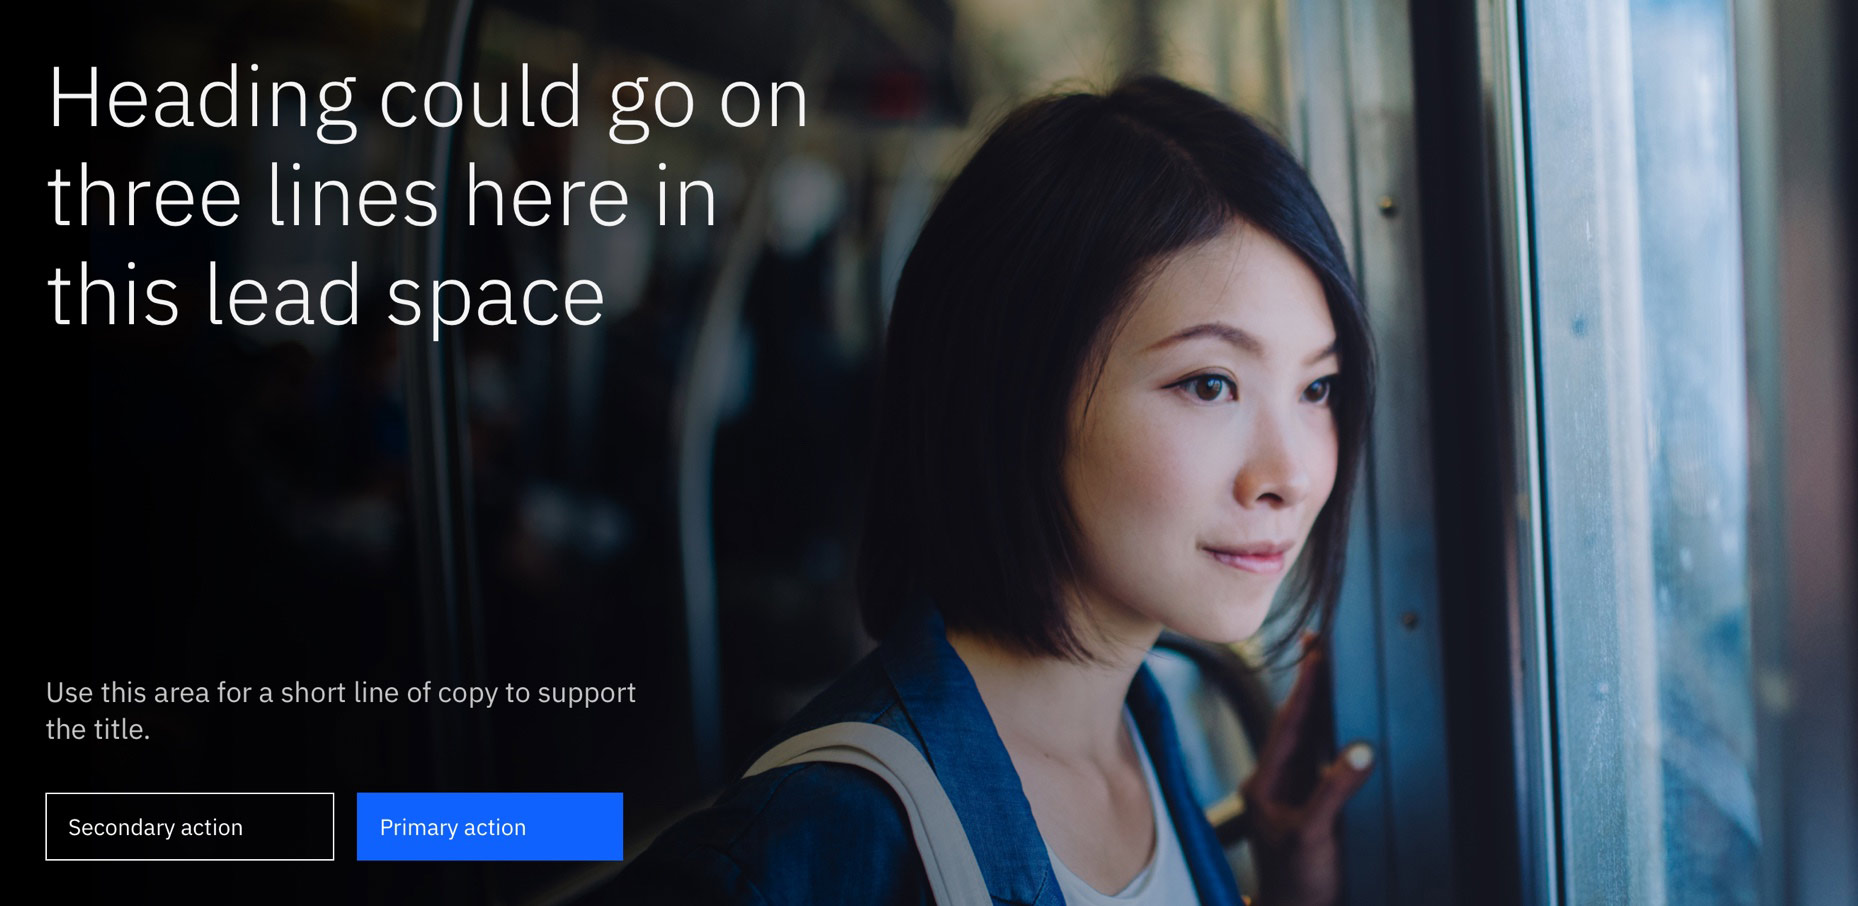 Heading could go on
three lines here in
this lead space
Use this area for a short line of copy to support
the title.
Secondary action
Primary action